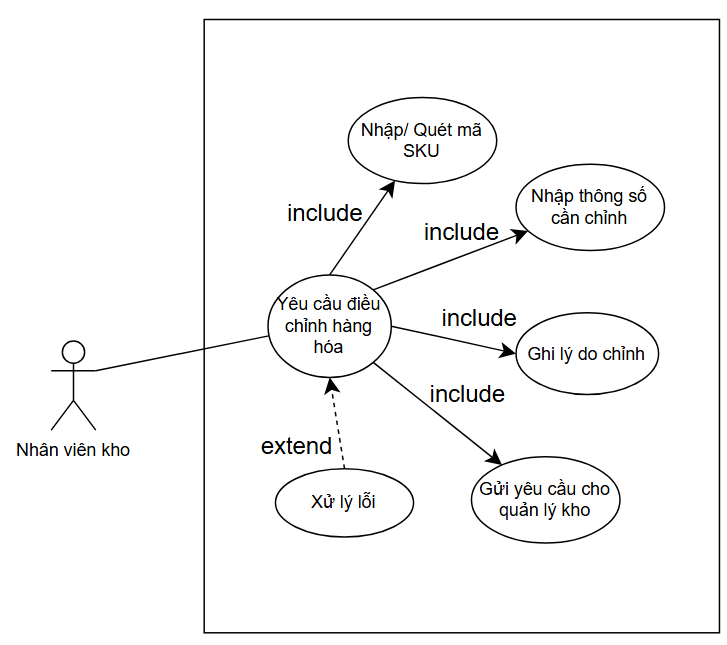 Nhập/ Quét mã
SKU
Nhập thông số
cần chỉnh
include
include
Yêu cầu điều
chỉnh hàng
hóa
include
Ghi lý do chỉnh
include
Nhân viên kho
extend
Xử lý lỗi
Gửi yêu cầu cho
quản lý kho